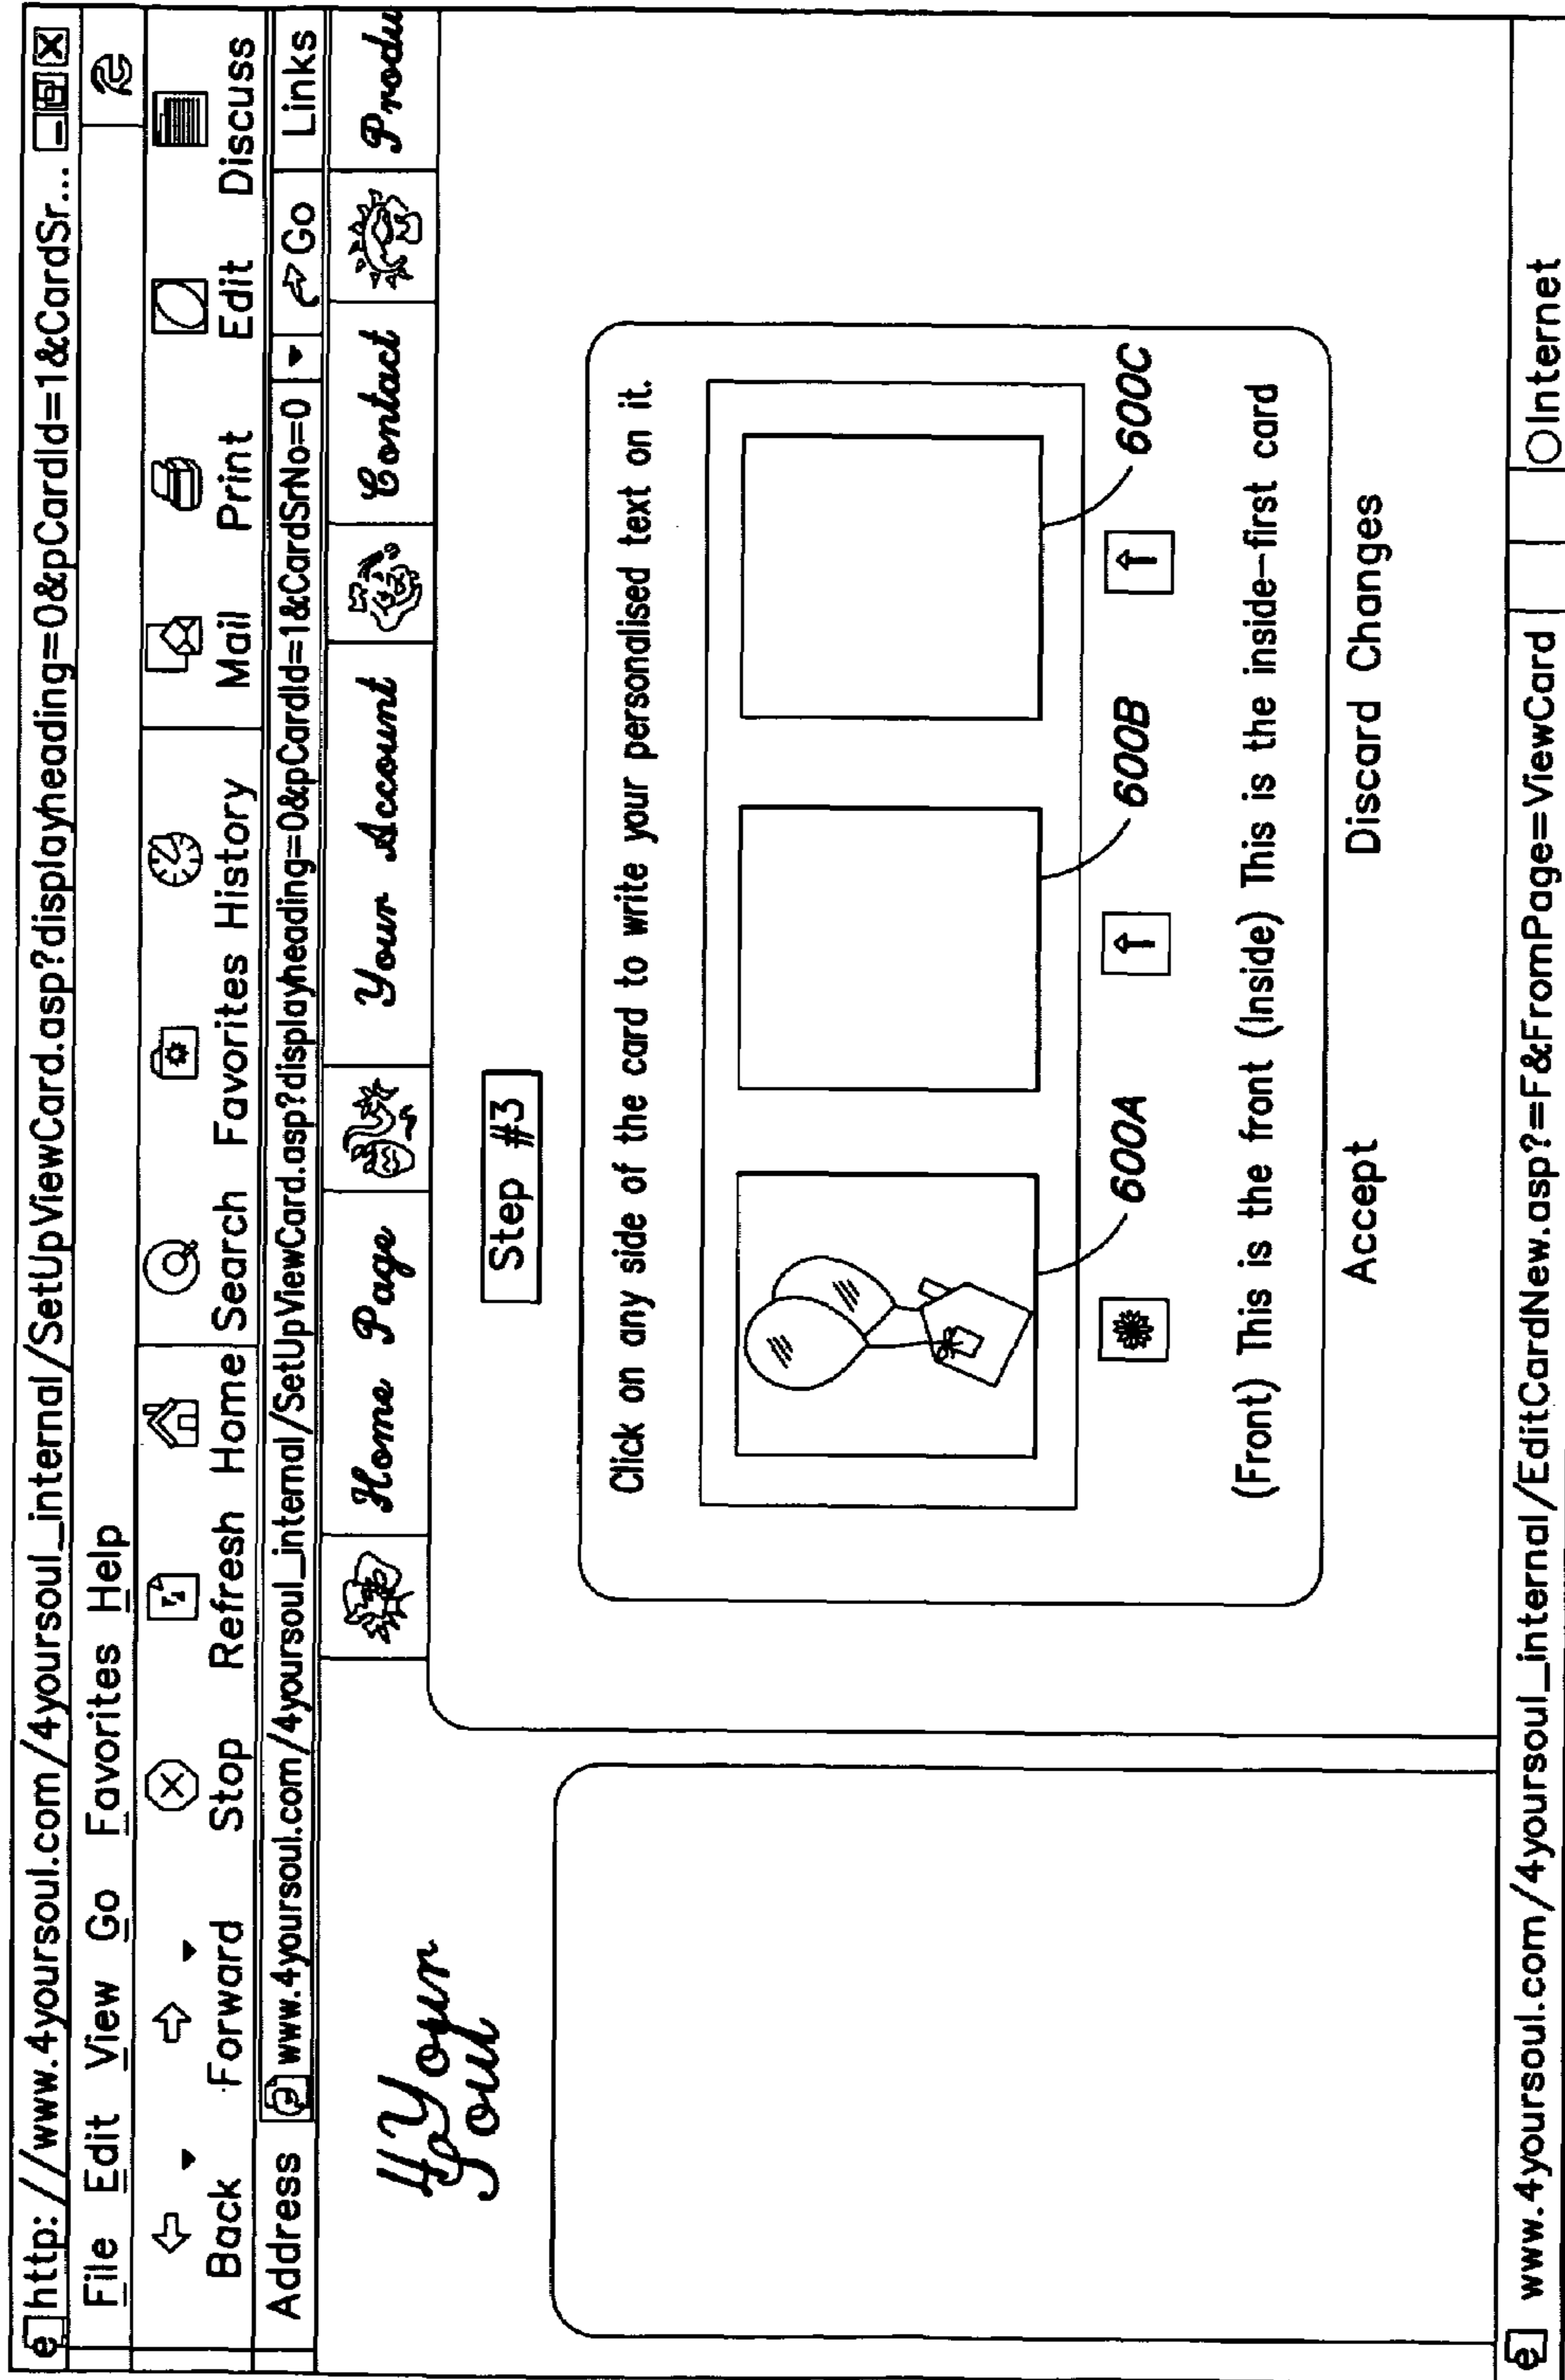 http://www.4yoursoul.com/4yoursoul_internal/SetUpViewCard.asp?displayheading=0&pCardId=1&CardSr...
File Edit View Go Favorites Help
Back Forward Stop Refresh Home Search Favorites History Mail Print Edit Discuss
Address www.4yoursoul.com/4yoursoul_internal/SetUpViewCard.asp?displayheading=0&pCardId=1&CardSrNo=0 Go Links
Home Page Your Account Contact Produ
4 Your
Soul
Step #3
Click on any side of the card to write your personalised text on it.
600A 600B 600C
(Front) This is the front (Inside) This is the inside-first card
Accept Discard Changes
www.4yoursoul.com/4yoursoul_internal/EditCardNew.asp?=F&FromPage=ViewCard Internet